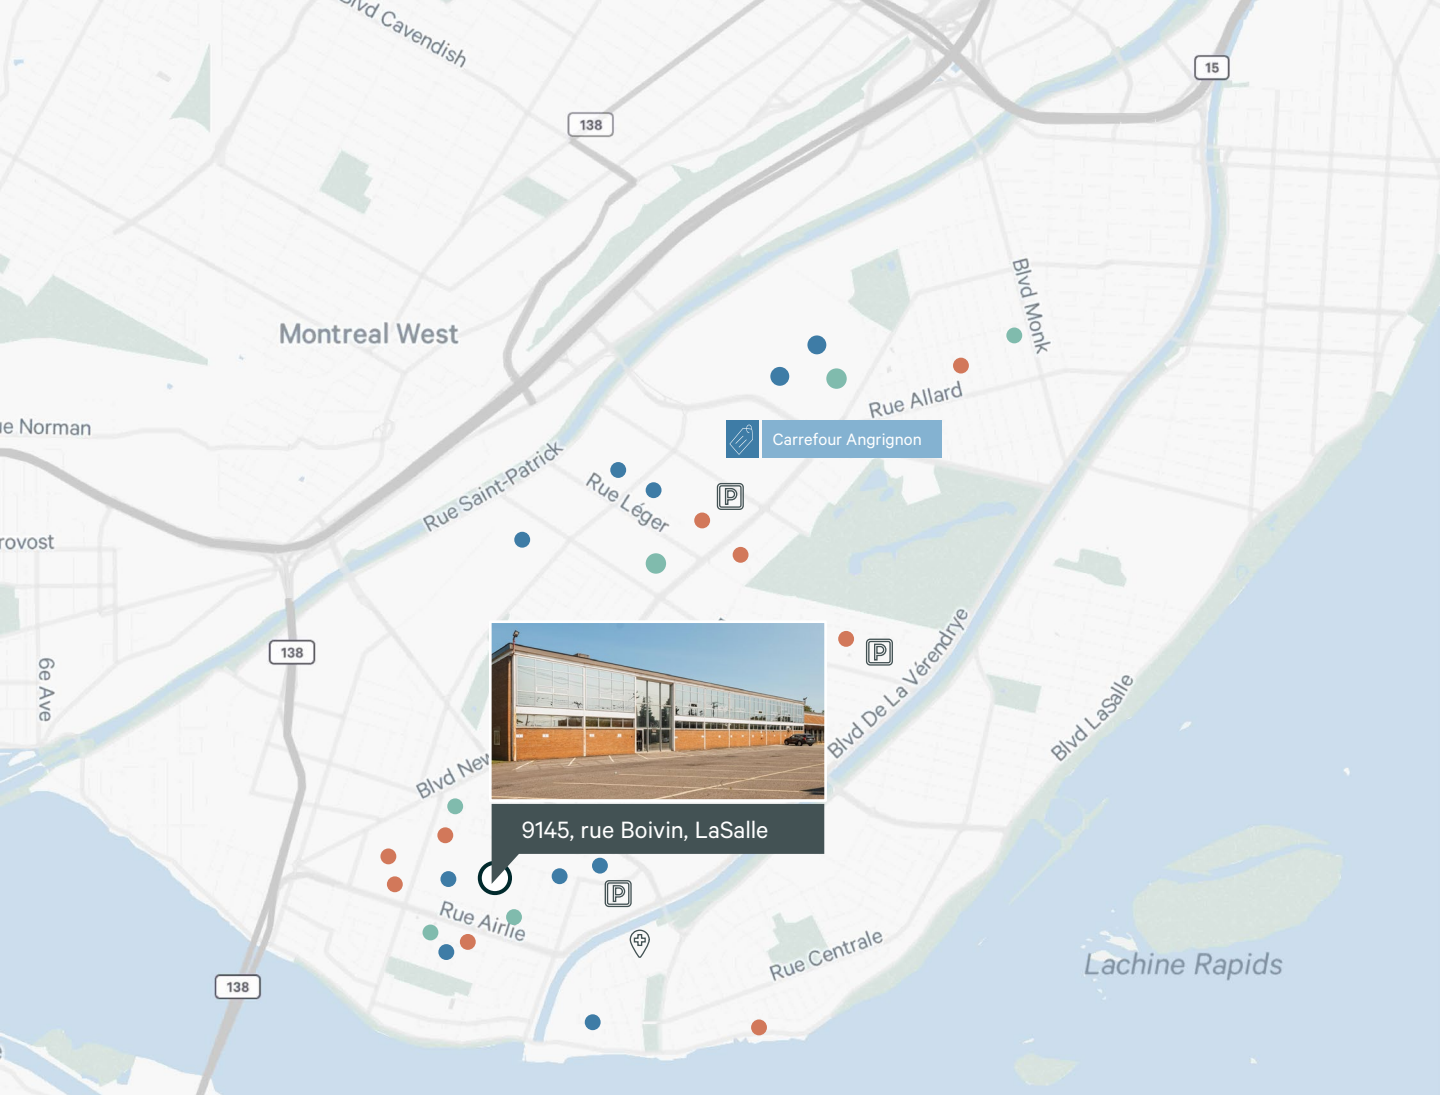 Blvd Cavendish
15
138
Blvd Monk
Montreal West
Rue Allard
Norman
Carrefour Angrignon
Rue Saint-Patrick
Rue Léger
P
138
P
6e Ave
Blvd De La Vérendrye
Blvd LaSalle
Blvd New
9145, rue Boivin, LaSalle
P
Rue Airlie
Rue Centrale
Lachine Rapids
138